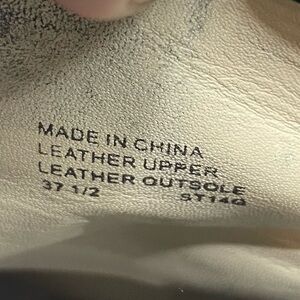 MADE IN CHINA
LEATHER UPPER
LEATHER OUTSOLE
37 1/2 ST14G